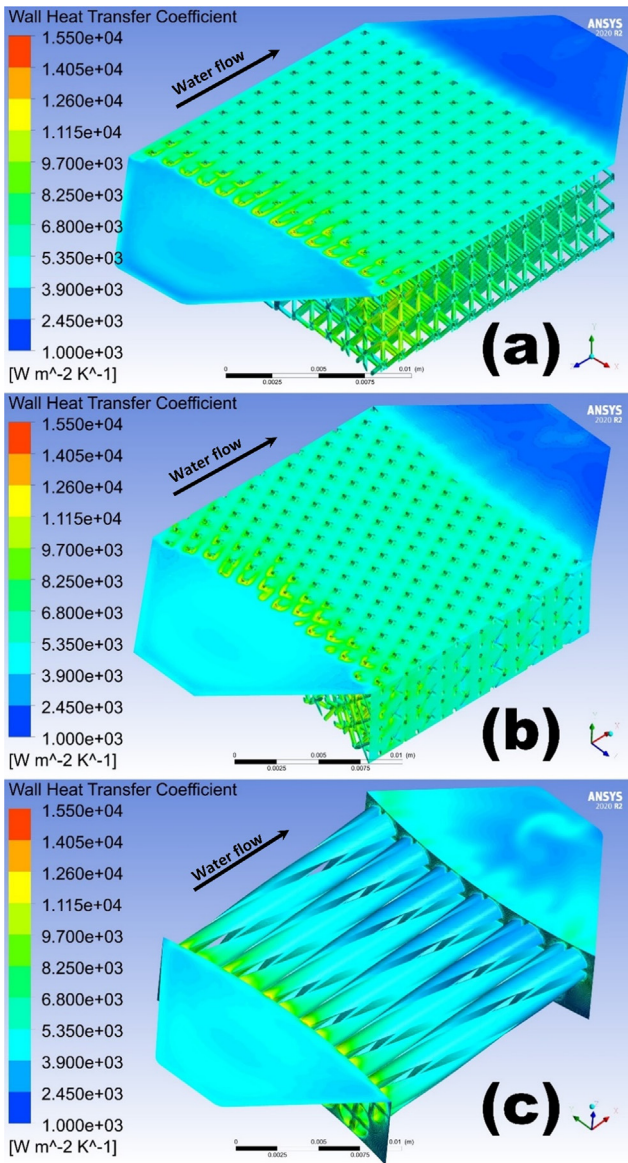 Wall Heat Transfer Coefficient
ANSYS
2020 R2
1.550e+04
1.405e+04
1.260e+04
1.115e+04
9.700e+03
8.250e+03
6.800e+03
5.350e+03
3.900e+03
2.450e+03
1.000e+03
[W m^-2 K^-1]
Water flow
0
0.005
0.01 (m)
0.0025
0.0075
(a)
Y
X
Wall Heat Transfer Coefficient
ANSYS
2020 R2
1.550e+04
1.405e+04
1.260e+04
1.115e+04
9.700e+03
8.250e+03
6.800e+03
5.350e+03
3.900e+03
2.450e+03
1.000e+03
[W m^-2 K^-1]
Water flow
0
0.005
0.01 (m)
0.0025
0.0075
(b)
Wall Heat Transfer Coefficient
ANSYS
2020 R2
1.550e+04
1.405e+04
1.260e+04
1.115e+04
9.700e+03
8.250e+03
6.800e+03
5.350e+03
3.900e+03
2.450e+03
1.000e+03
[W m^-2 K^-1]
Water flow
0
0.005
0.01 (m)
0.0025
0.0075
(c)